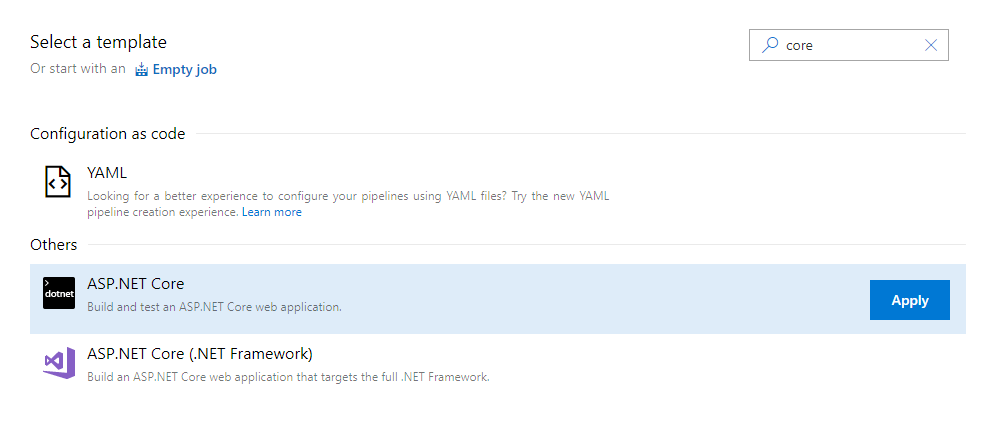 Select a template
core
Or start with an Empty job
Configuration as code
YAML
Looking for a better experience to configure your pipelines using YAML files? Try the new YAML
pipeline creation experience. Learn more
Others
>
dotnet
ASP.NET Core
Build and test an ASP.NET Core web application.
Apply
ASP.NET Core (.NET Framework)
Build an ASP.NET Core web application that targets the full .NET Framework.